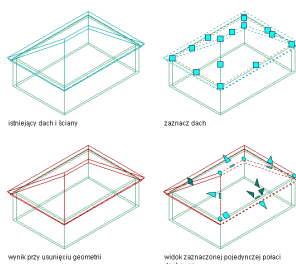 istniejący dach i ściany
zaznacz dach
wynik przy usunięciu geometrii
widok zaznaczonej pojedynczej połaci